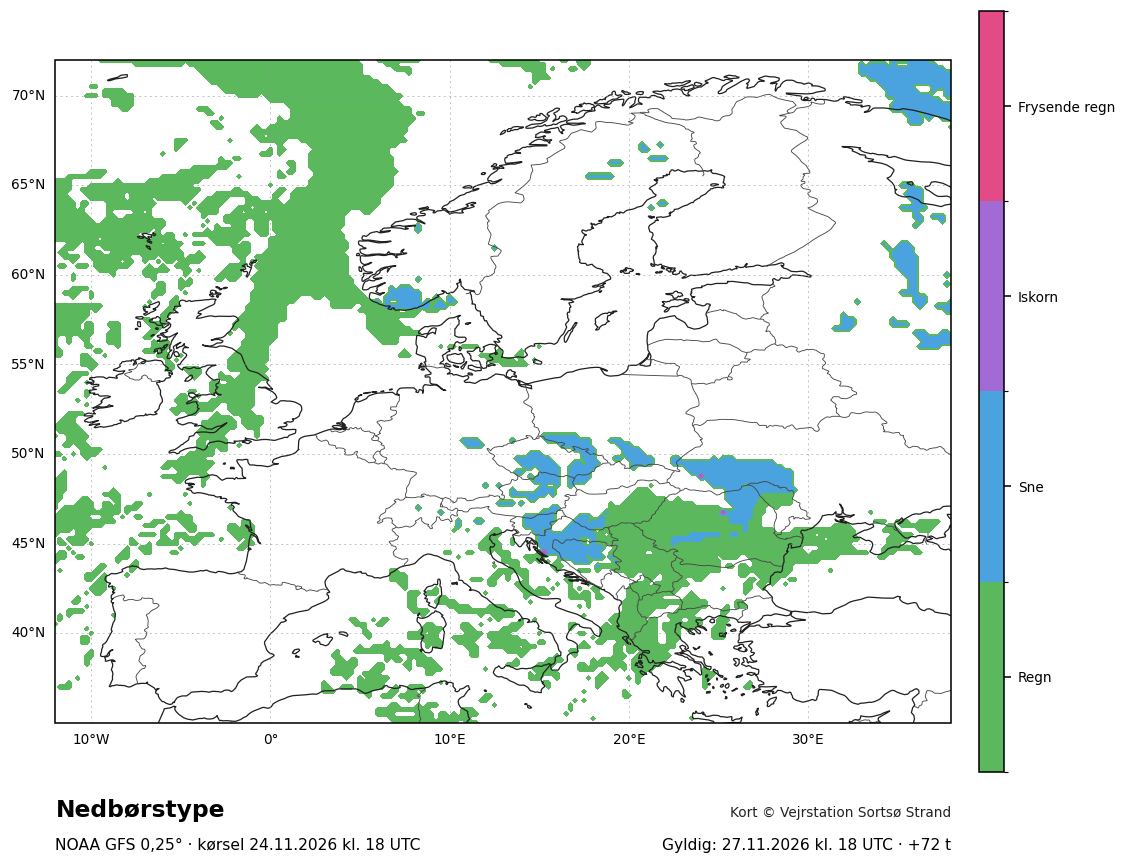 Frysende regn
Iskorn
Sne
Regn
70°N
65°N
60°N
55°N
50°N
45°N
40°N
10°W
0°
10°E
20°E
30°E
Nedbørstype
Kort © Vejrstation Sortsø Strand
NOAA GFS 0,25° · kørsel 24.11.2026 kl. 18 UTC
Gyldig: 27.11.2026 kl. 18 UTC · +72 t